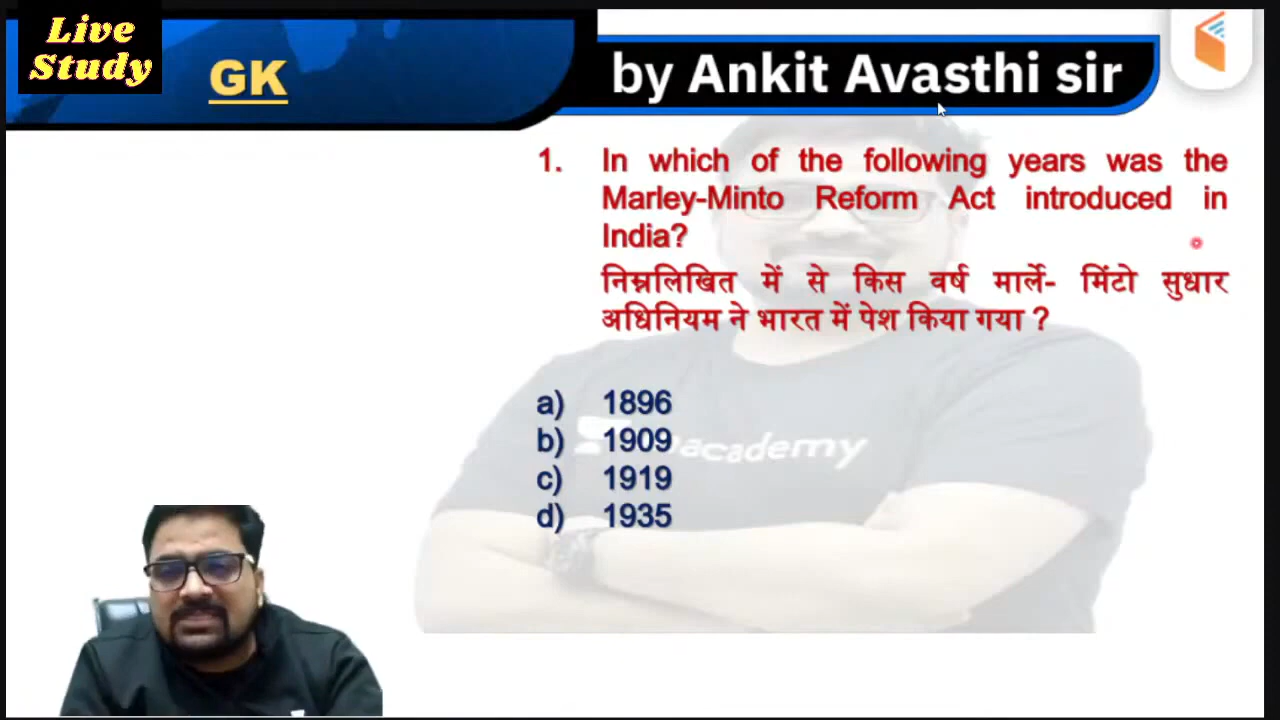 Live
Study
GK
by Ankit Avasthi sir
1. In which of the following years was the
Marley-Minto Reform Act introduced in
India?
निम्नलिखित में से किस वर्ष मार्ले- मिंटो सुधार
अधिनियम ने भारत में पेश किया गया ?
a) 1896
b) 1909
c) 1919
d) 1935